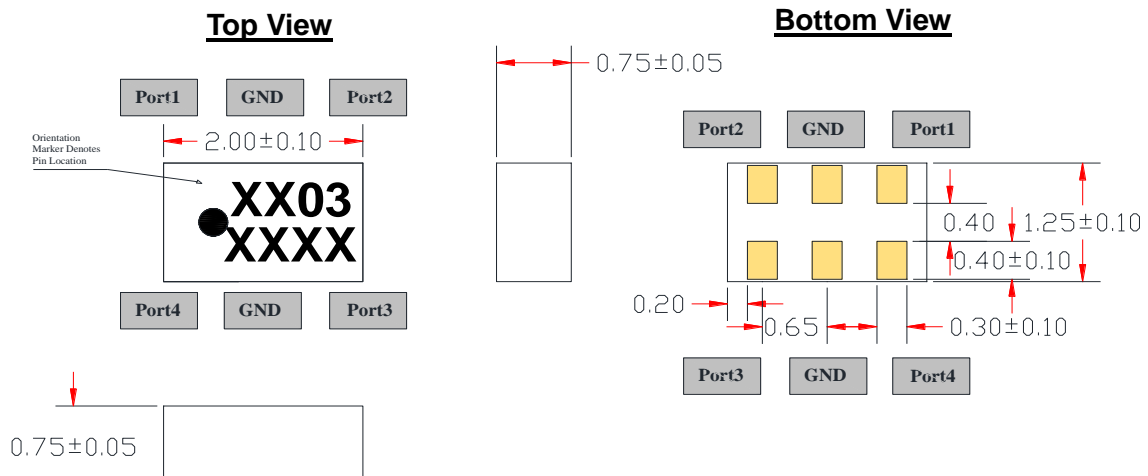 Top View
Bottom View
0.75±0.05
Port1 GND Port2
Orientation
Marker Denotes
Pin Location
2.00±0.10
XX03
XXXX
Port4 GND Port3
0.75±0.05
Port2 GND Port1
0.40
1.25±0.10
0.40±0.10
0.20
0.65
0.30±0.10
Port3 GND Port4